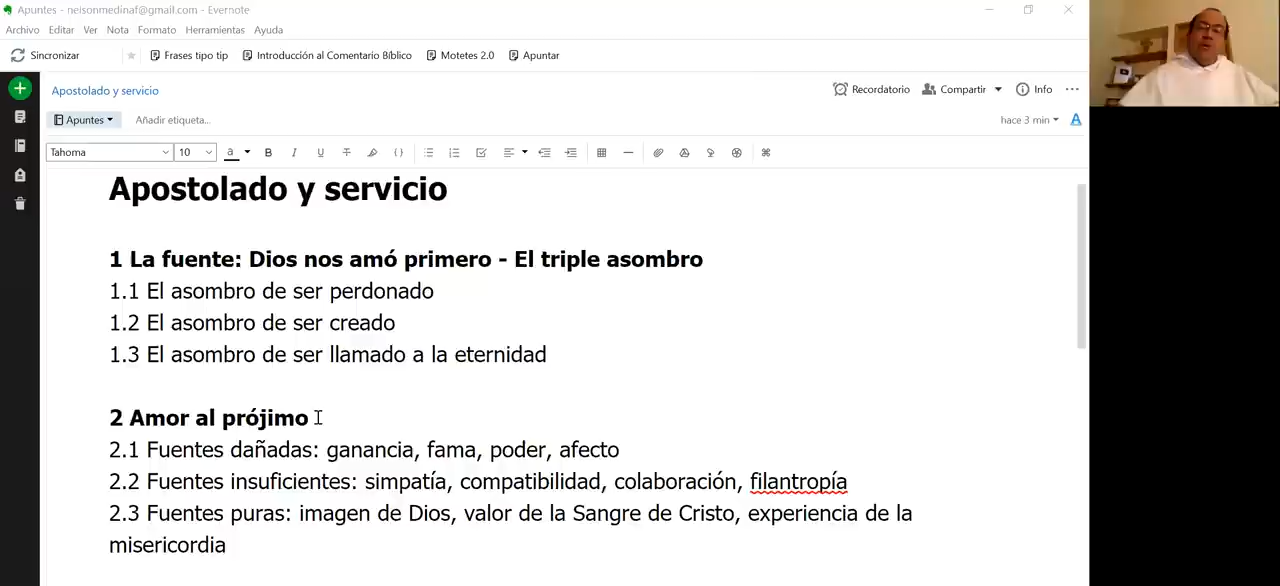 Apuntes - nelsonmedinaf@gmail.com - Evernote
Archivo Editar Ver Nota Formato Herramientas Ayuda
Sincronizar Frases tipo tip Introducción al Comentario Bíblico Motetes 2.0 Apuntar
Apostolado y servicio Recordatorio Compartir Info
Apuntes Añadir etiqueta... hace 3 min
Tahoma 10 a B I U T
Apostolado y servicio
1 La fuente: Dios nos amó primero - El triple asombro
1.1 El asombro de ser perdonado
1.2 El asombro de ser creado
1.3 El asombro de ser llamado a la eternidad
2 Amor al prójimo
2.1 Fuentes dañadas: ganancia, fama, poder, afecto
2.2 Fuentes insuficientes: simpatía, compatibilidad, colaboración, filantropía
2.3 Fuentes puras: imagen de Dios, valor de la Sangre de Cristo, experiencia de la
misericordia